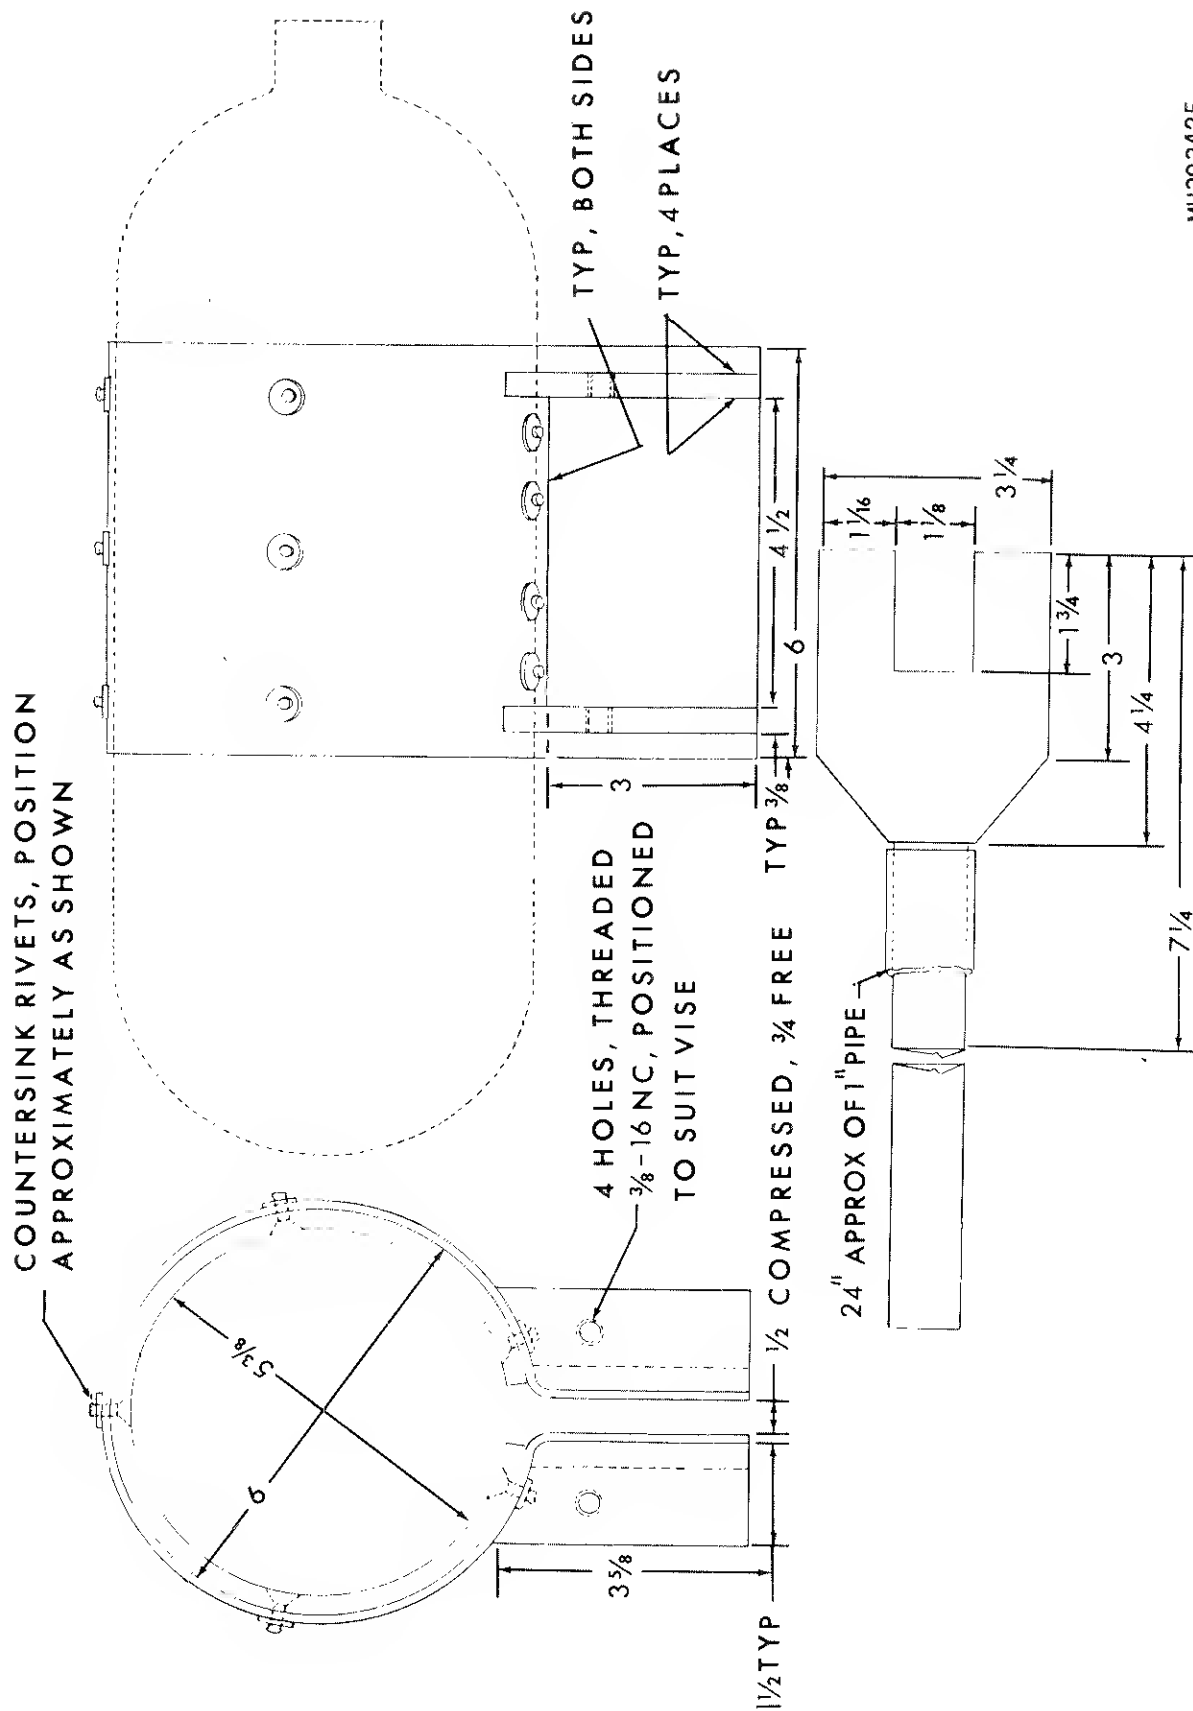 COUNTERSINK RIVETS, POSITION
APPROXIMATELY AS SHOWN
TYP, BOTH SIDES
TYP, 4 PLACES
6
5 3/8
3 5/8
1 1/2 TYP
4 HOLES, THREADED
3/8-16 NC, POSITIONED
TO SUIT VISE
1/2 COMPRESSED, 3/4 FREE
TYP 3/8
3
4 1/2
6
24" APPROX OF 1" PIPE
1 1/16
1 1/8
3 1/4
1 3/4
3
4 1/4
7 1/4